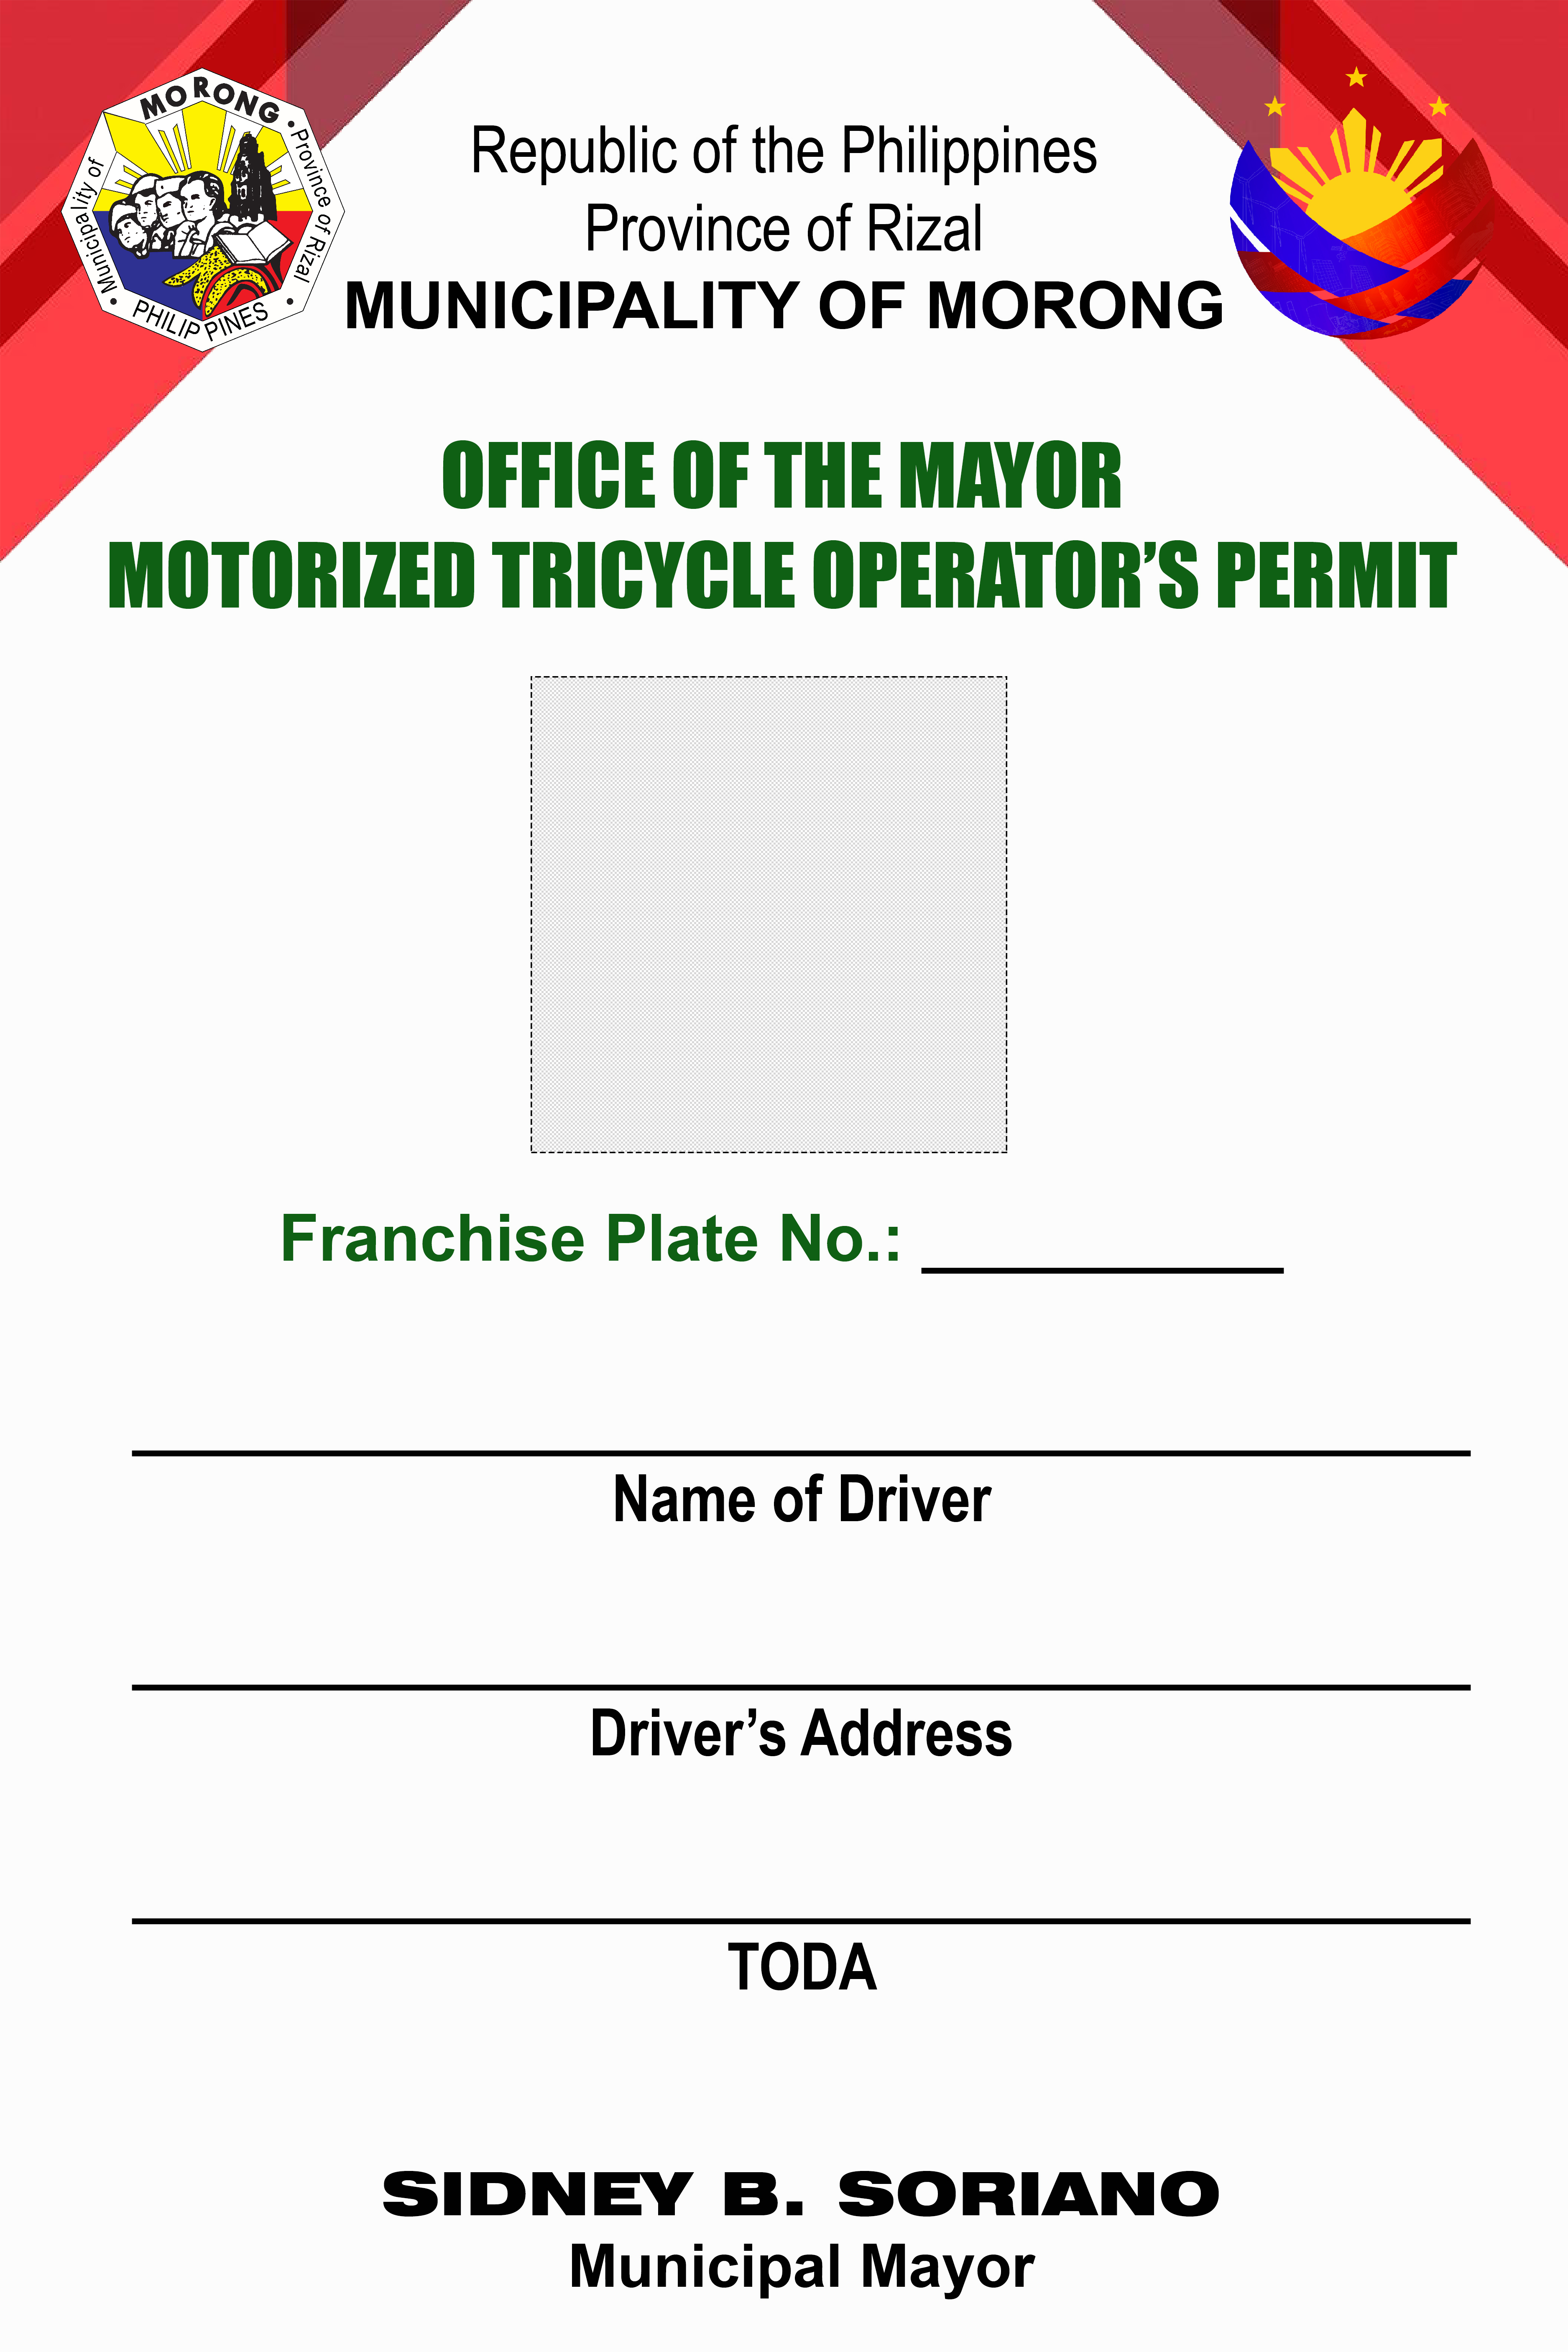 MORONG
Municipality of
Province of Rizal
PHILIPPINES
Republic of the Philippines
Province of Rizal
MUNICIPALITY OF MORONG
OFFICE OF THE MAYOR
MOTORIZED TRICYCLE OPERATOR’S PERMIT
Franchise Plate No.: ___________
Name of Driver
Driver’s Address
TODA
SIDNEY B. SORIANO
Municipal Mayor